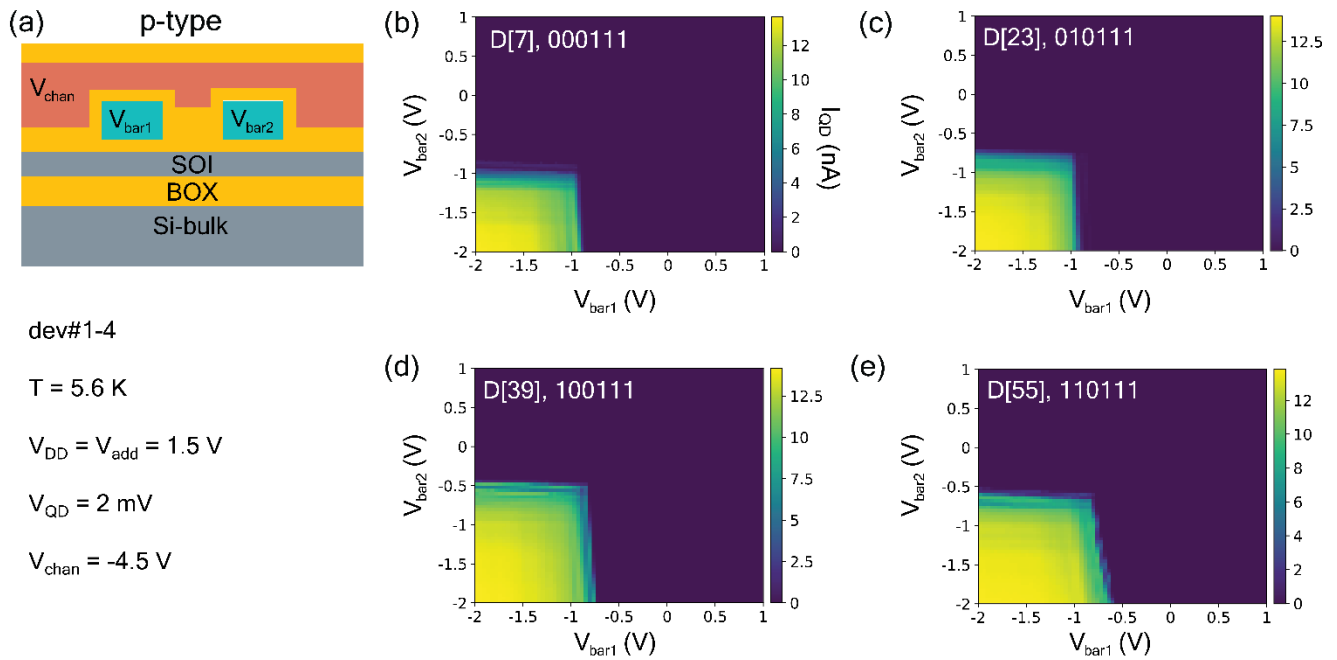 (a)
p-type
V_chan
V_bar1
V_bar2
SOI
BOX
Si-bulk
dev#1-4
T = 5.6 K
V_DD = V_add = 1.5 V
V_QD = 2 mV
V_chan = -4.5 V
(b)
D[7], 000111
V_bar2 (V)
1
0.5
0
-0.5
-1
-1.5
-2
-2 -1.5 -1 -0.5 0 0.5 1
V_bar1 (V)
12
10
8
6
4
2
0
I_QD (nA)
(c)
D[23], 010111
V_bar2 (V)
1
0.5
0
-0.5
-1
-1.5
-2
-2 -1.5 -1 -0.5 0 0.5 1
V_bar1 (V)
12.5
10
7.5
5
2.5
0
(d)
D[39], 100111
V_bar2 (V)
1
0.5
0
-0.5
-1
-1.5
-2
-2 -1.5 -1 -0.5 0 0.5 1
V_bar1 (V)
12.5
10
7.5
5
2.5
0
(e)
D[55], 110111
V_bar2 (V)
1
0.5
0
-0.5
-1
-1.5
-2
-2 -1.5 -1 -0.5 0 0.5 1
V_bar1 (V)
12
10
8
6
4
2
0